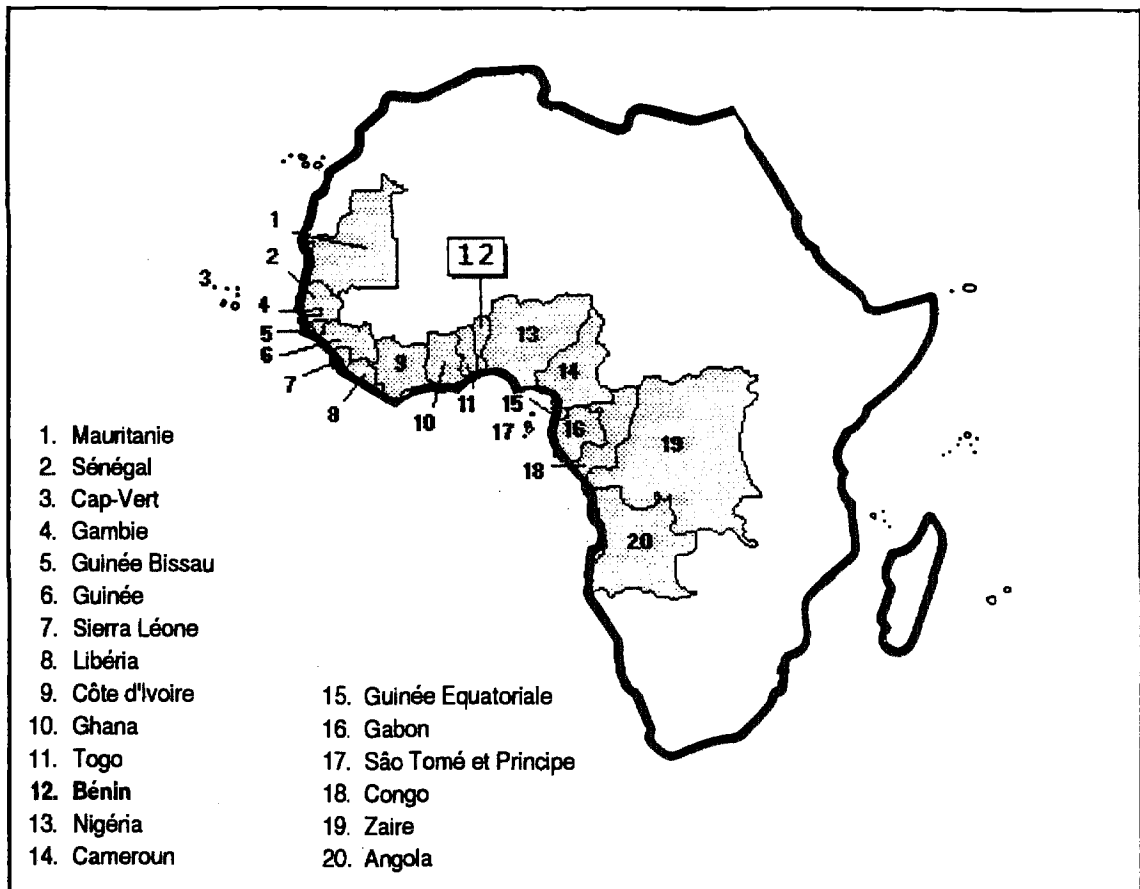 1
2
12
3
4
5
6
7
8
9
10
11
13
14
15
16
17
18
19
20
1. Mauritanie
2. Sénégal
3. Cap-Vert
4. Gambie
5. Guinée Bissau
6. Guinée
7. Sierra Léone
8. Libéria
9. Côte d'Ivoire
10. Ghana
11. Togo
12. Bénin
13. Nigéria
14. Cameroun
15. Guinée Equatoriale
16. Gabon
17. Sâo Tomé et Principe
18. Congo
19. Zaire
20. Angola